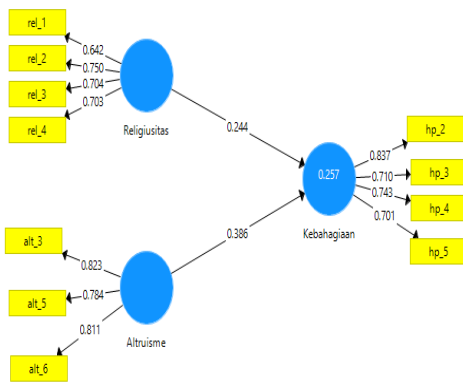 rel_1
rel_2
rel_3
rel_4
0.642
0.750
0.704
0.703
Religiusitas
0.244
alt_3
alt_5
alt_6
0.823
0.784
0.811
Altruisme
0.386
0.257
Kebahagiaan
0.837
0.710
0.743
0.701
hp_2
hp_3
hp_4
hp_5